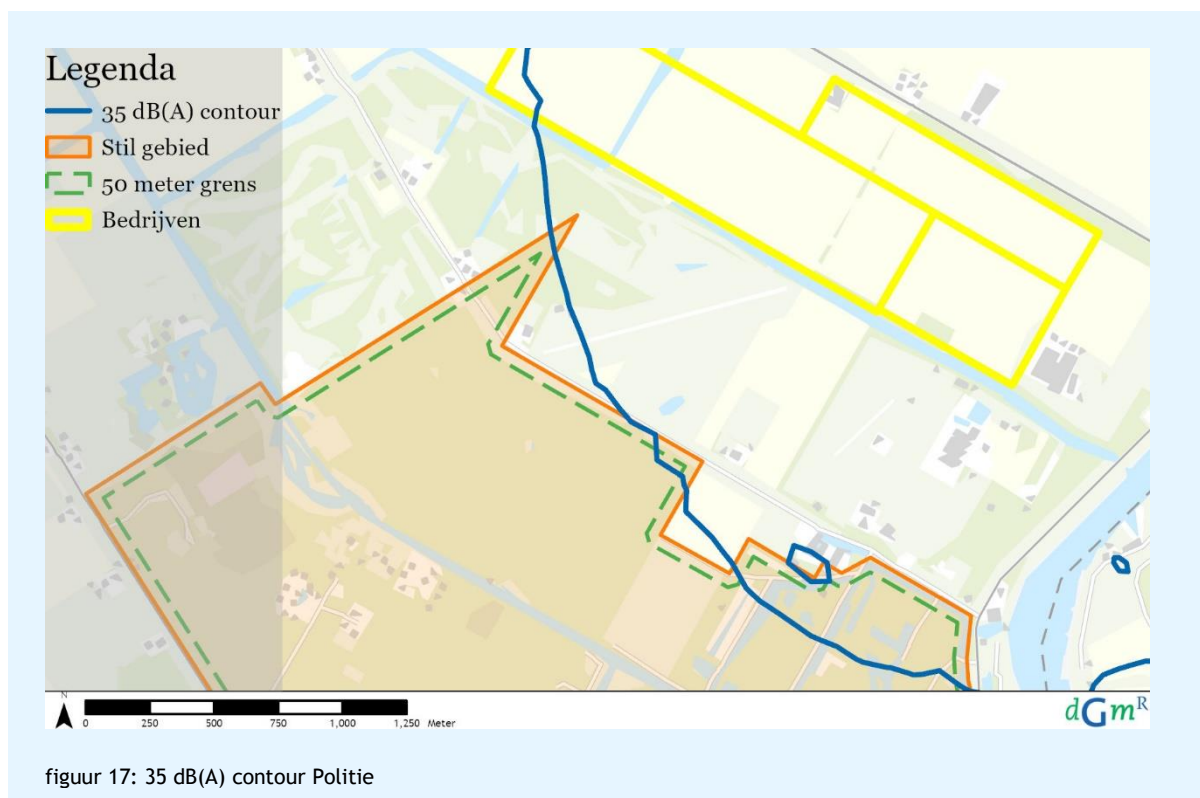 Legenda
35 dB(A) contour
Stil gebied
50 meter grens
Bedrijven
N
0 250 500 750 1,000 1,250 Meter
dGmR
figuur 17: 35 dB(A) contour Politie